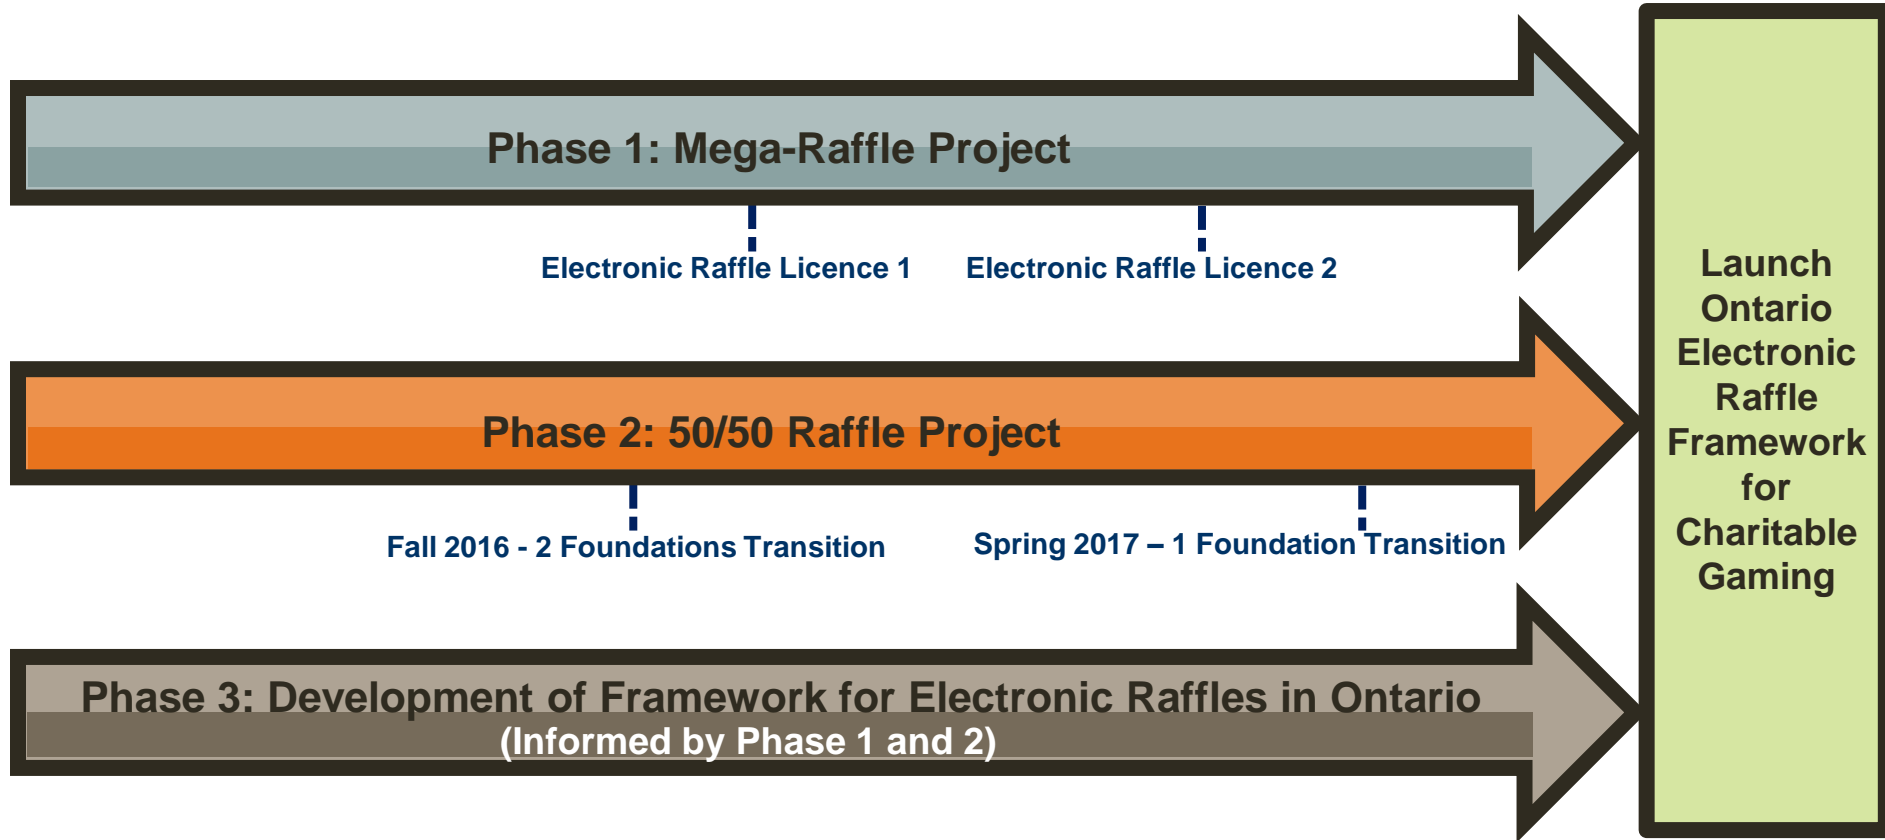 Phase 1: Mega-Raffle Project
Electronic Raffle Licence 1
Electronic Raffle Licence 2
Phase 2: 50/50 Raffle Project
Fall 2016 - 2 Foundations Transition
Spring 2017 – 1 Foundation Transition
Phase 3: Development of Framework for Electronic Raffles in Ontario
(Informed by Phase 1 and 2)
Launch
Ontario
Electronic
Raffle
Framework
for
Charitable
Gaming